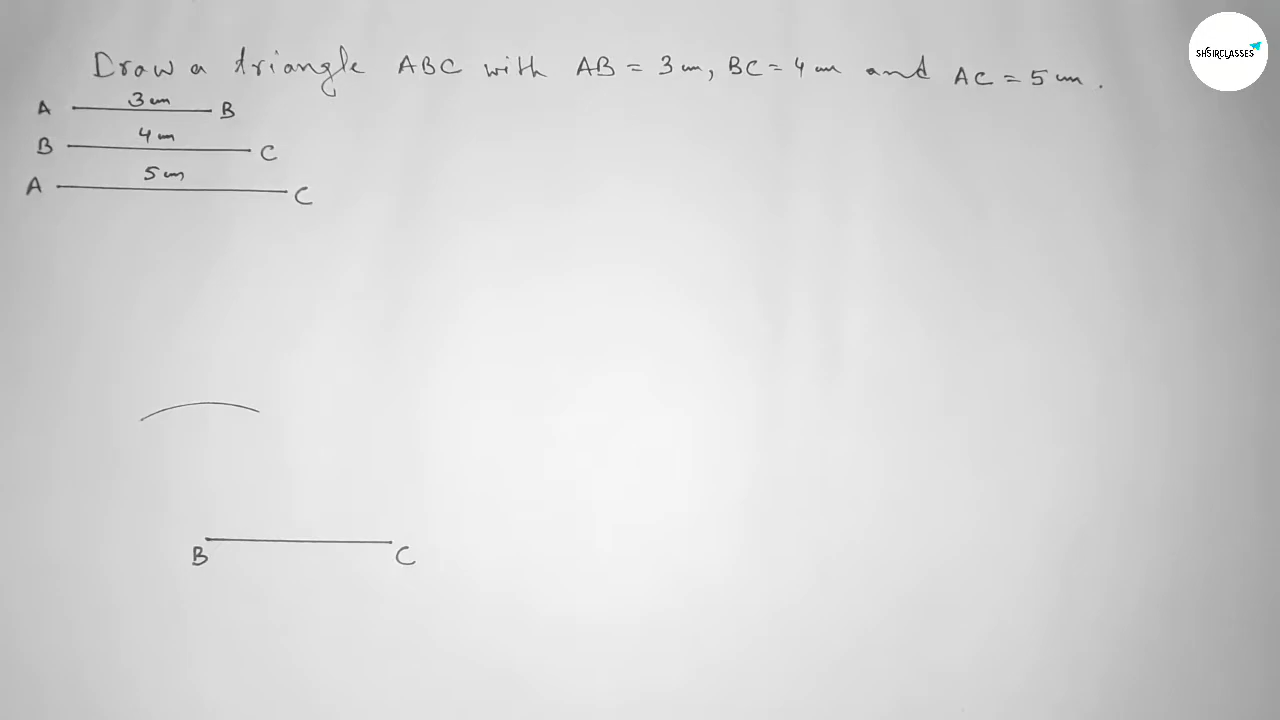 Draw a triangle ABC with AB = 3 cm, BC = 4 cm and AC = 5 cm.
SHSIRCLASSES
A 3 cm B
B 4 cm C
A 5 cm C
B C